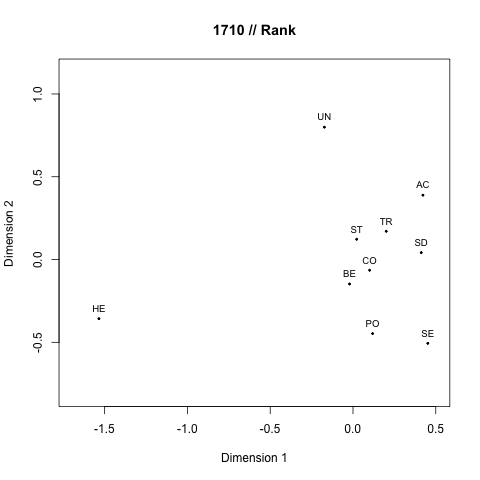 1710 // Rank
UN
AC
TR
ST
SD
CO
BE
HE
PO
SE
1.0
0.5
0.0
-0.5
-1.5
-1.0
-0.5
0.0
0.5
Dimension 2
Dimension 1